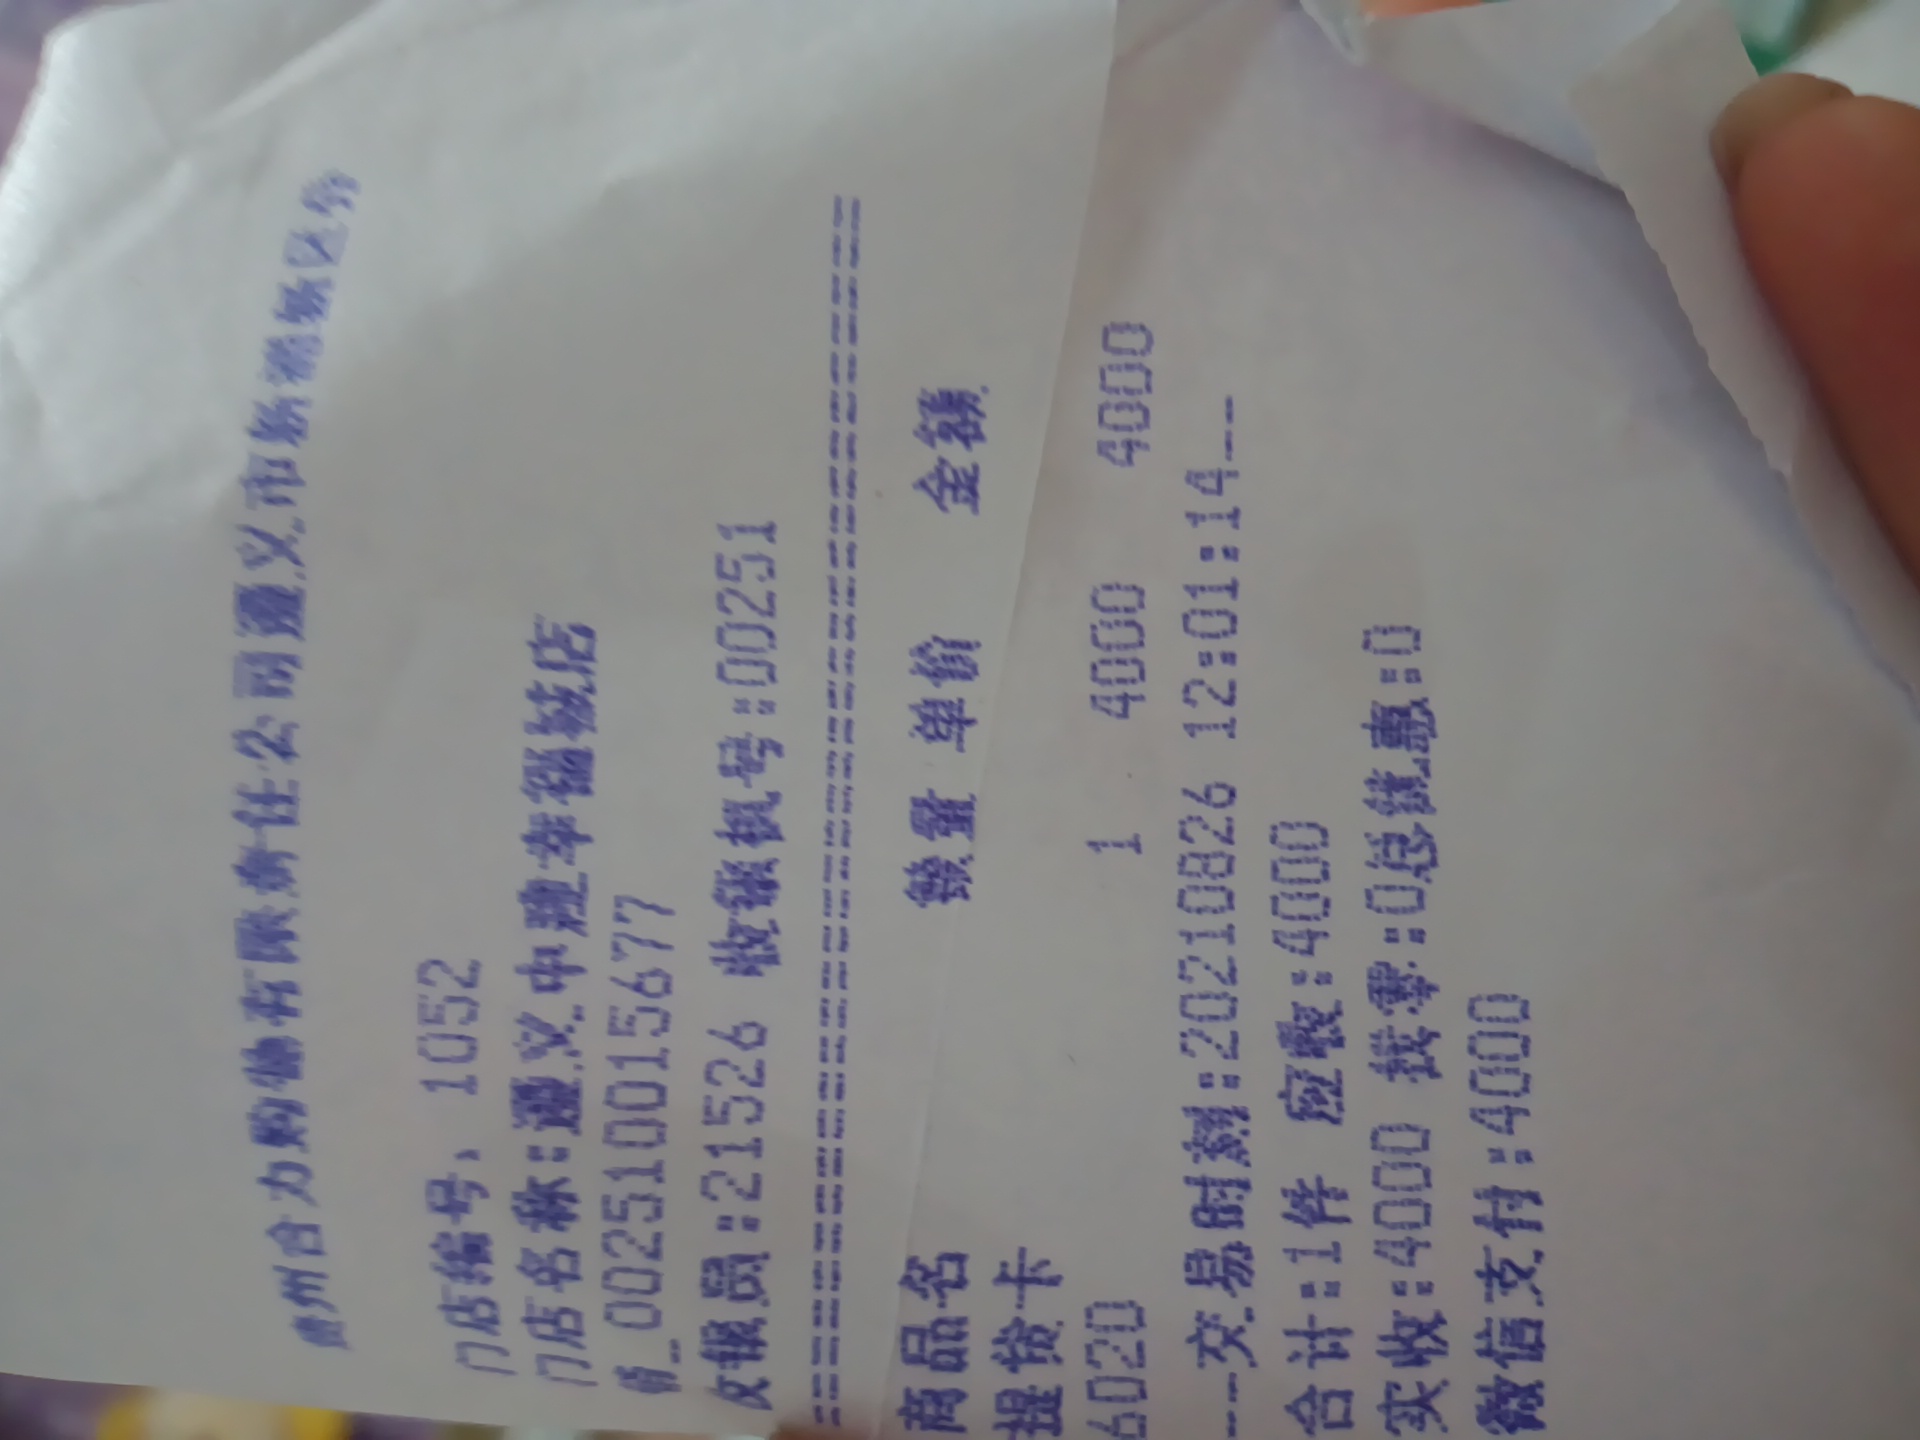 贵州合力购物有限责任公司遵义市新蒲新区分
门店编号、1052
门店名称:遵义中建幸福城店
0025100015677
收银员:21526 收银机号:00251
================================
商品名 数量 单价 金额
提货卡
6020 1 4000 4000
---交易时刻:20210826 12:01:14---
合计:1件 应收:4000
实收:4000 找零:0总优惠:0
微信支付:4000